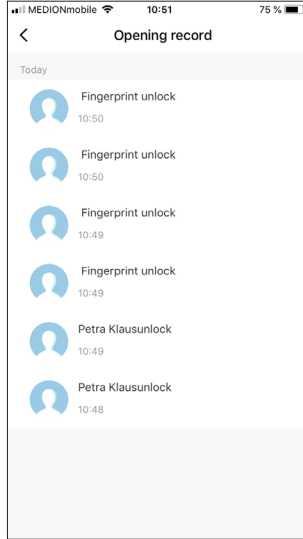 MEDIONmobile 10:51 75 %
Opening record
Today
Fingerprint unlock
10:50
Fingerprint unlock
10:50
Fingerprint unlock
10:49
Fingerprint unlock
10:49
Petra Klausunlock
10:49
Petra Klausunlock
10:48